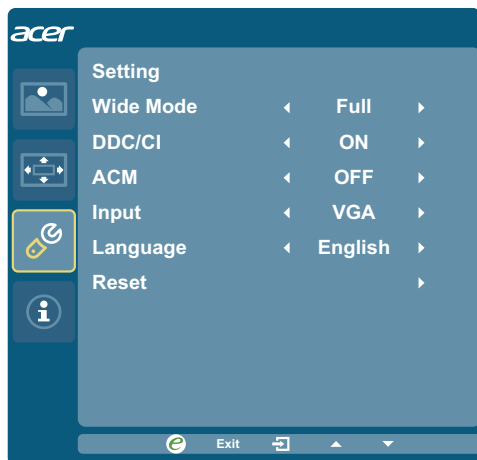 acer
Setting
Wide Mode Full
DDC/CI ON
ACM OFF
Input VGA
Language English
Reset
e Exit